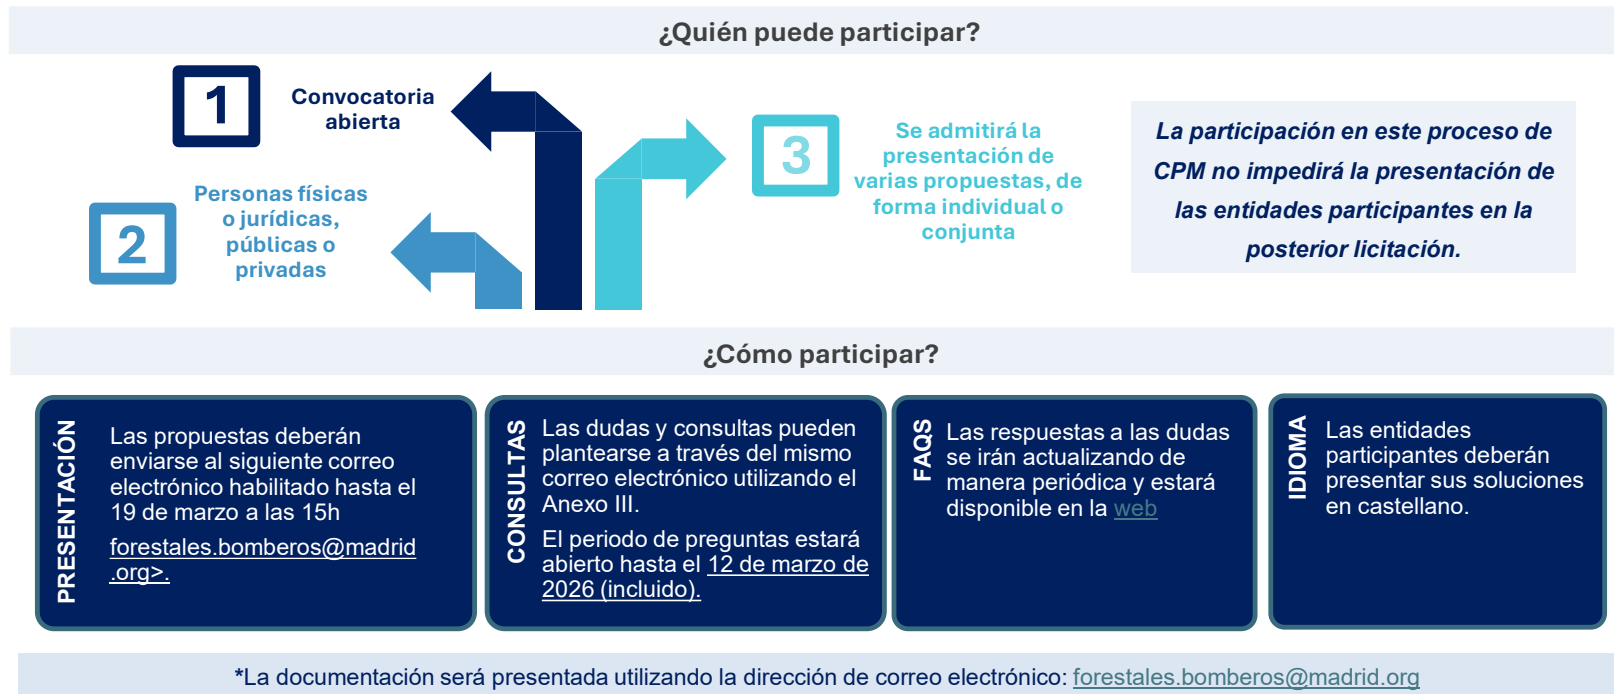 ¿Quién puede participar?
1
Convocatoria
abierta
2
Personas físicas
o jurídicas,
públicas o
privadas
3
Se admitirá la
presentación de
varias propuestas, de
forma individual o
conjunta
La participación en este proceso de
CPM no impedirá la presentación de
las entidades participantes en la
posterior licitación.
¿Cómo participar?
PRESENTACIÓN
Las propuestas deberán
enviarse al siguiente correo
electrónico habilitado hasta el
19 de marzo a las 15h
forestales.bomberos@madrid
.org>.
CONSULTAS
Las dudas y consultas pueden
plantearse a través del mismo
correo electrónico utilizando el
Anexo III.
El periodo de preguntas estará
abierto hasta el 12 de marzo de
2026 (incluido).
FAQS
Las respuestas a las dudas
se irán actualizando de
manera periódica y estará
disponible en la web
IDIOMA
Las entidades
participantes deberán
presentar sus soluciones
en castellano.
*La documentación será presentada utilizando la dirección de correo electrónico: forestales.bomberos@madrid.org